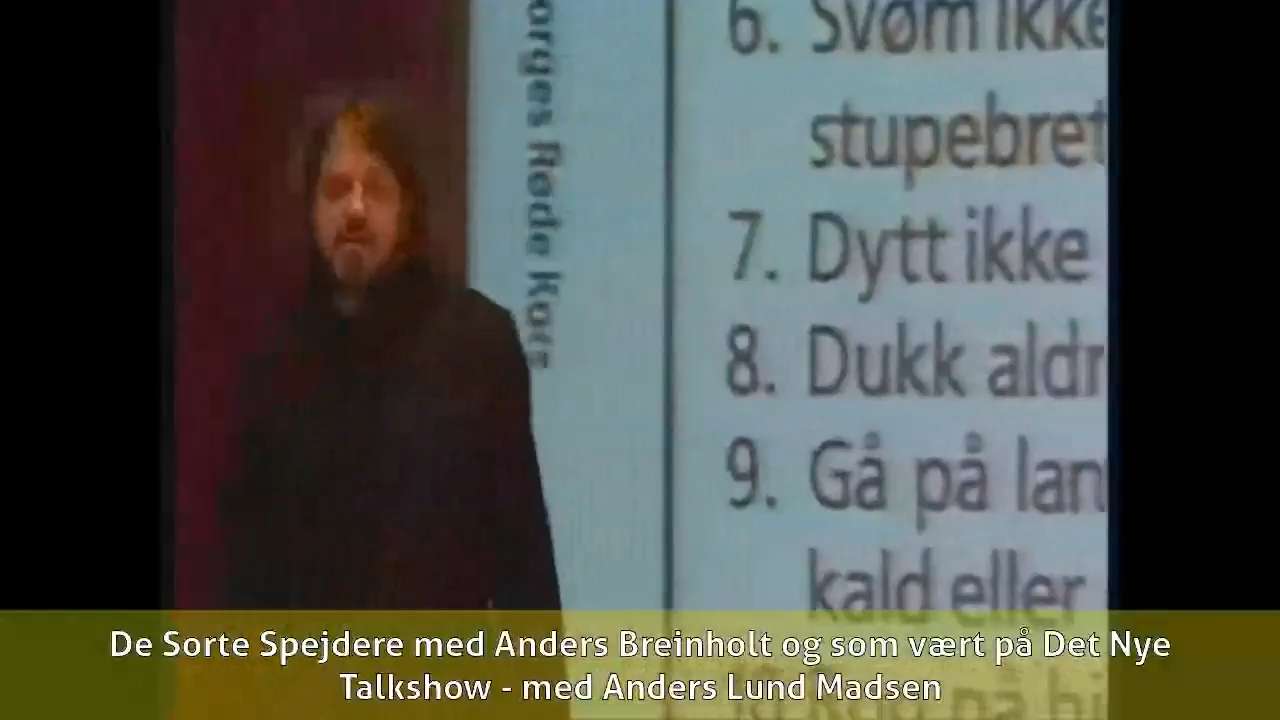 orges Røde Kors
6. Svøm ikke
stupebret
7. Dytt ikke
8. Dukk aldr
9. Gå på lan
kald eller
De Sorte Spejdere med Anders Breinholt og som vært på Det Nye
Talkshow - med Anders Lund Madsen